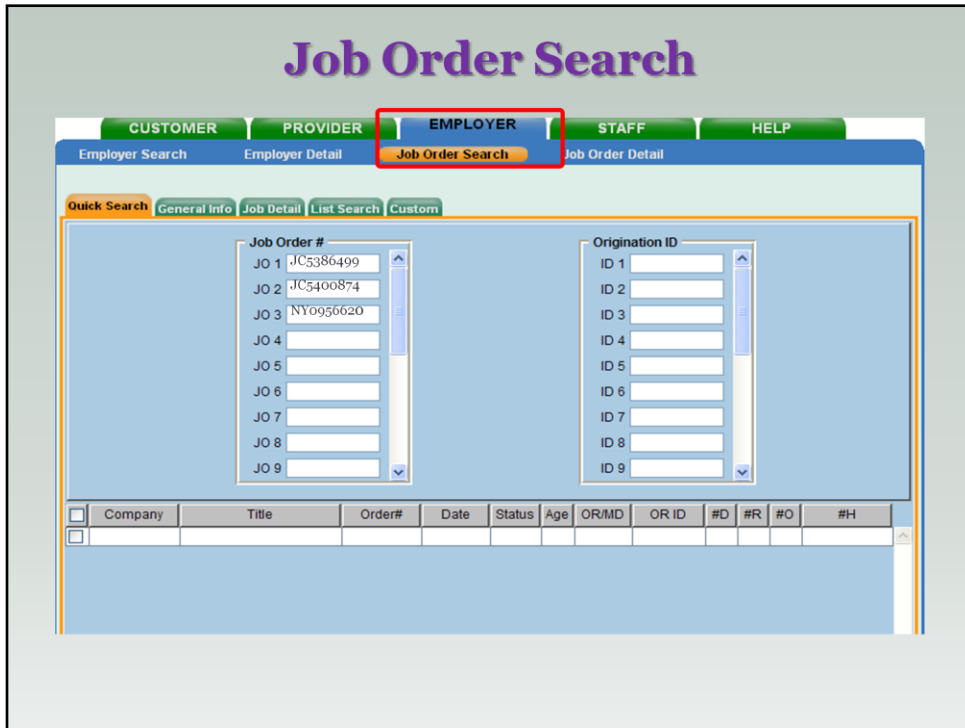 Job Order Search
CUSTOMER PROVIDER EMPLOYER STAFF HELP
Employer Search Employer Detail Job Order Search Job Order Detail
Quick Search General Info Job Detail List Search Custom
Job Order # Origination ID
JO 1 JC5386499 ID 1
JO 2 JC5400874 ID 2
JO 3 NY0956620 ID 3
JO 4 ID 4
JO 5 ID 5
JO 6 ID 6
JO 7 ID 7
JO 8 ID 8
JO 9 ID 9
Company Title Order# Date Status Age OR/MD OR ID #D #R #O #H